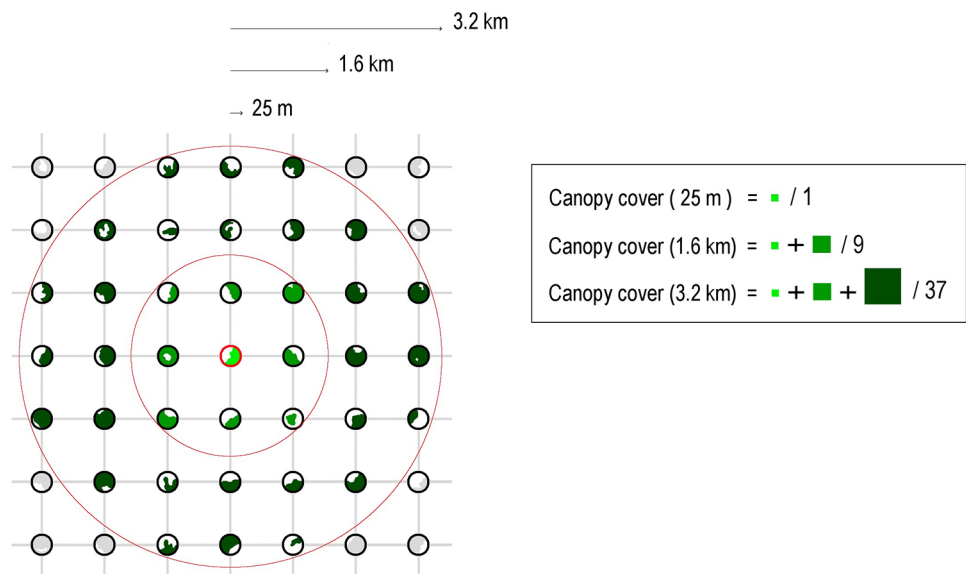 3.2 km
1.6 km
25 m
Canopy cover ( 25 m ) = / 1
Canopy cover (1.6 km) = + / 9
Canopy cover (3.2 km) = + + / 37